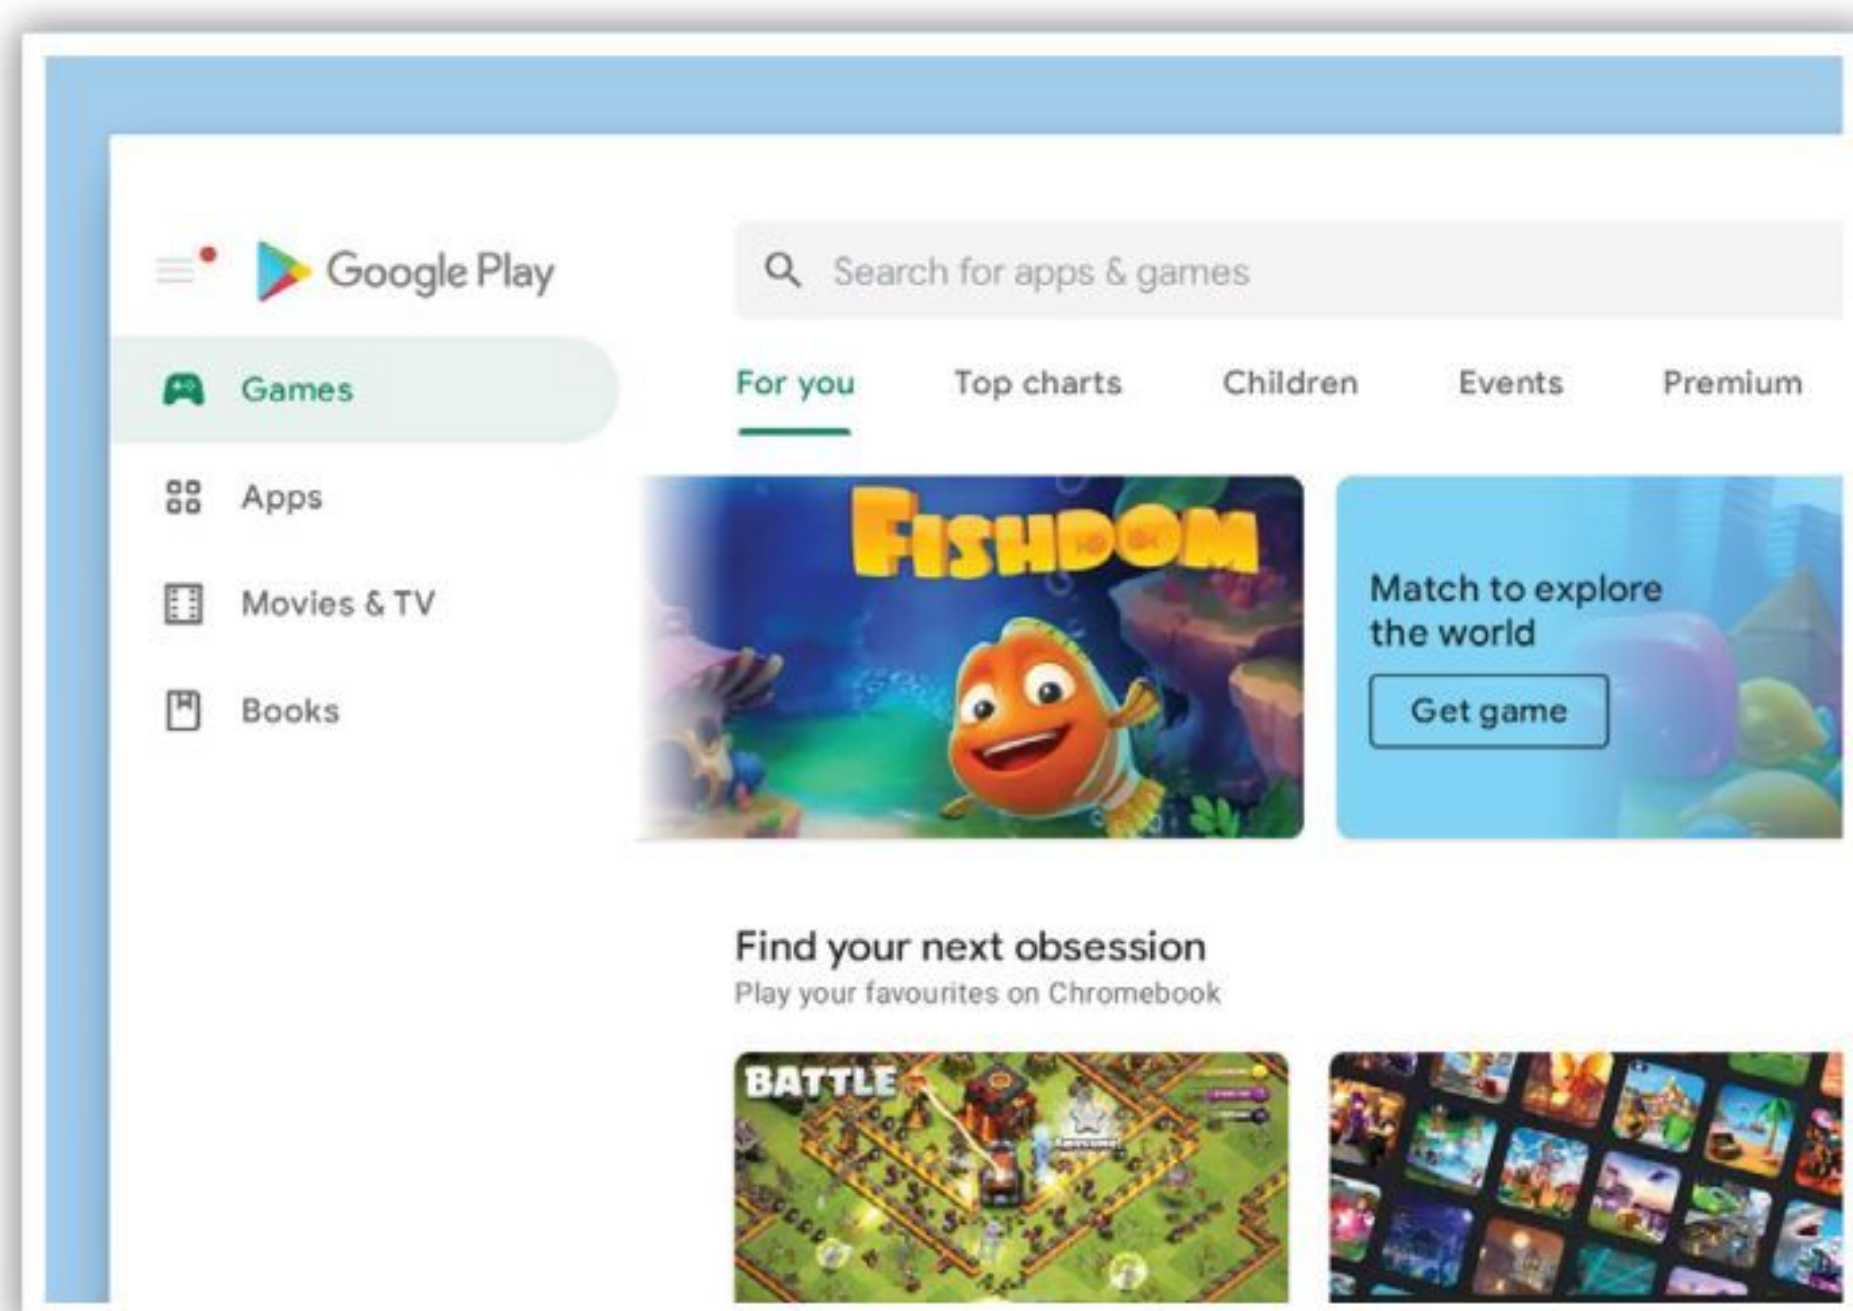 Google Play
Search for apps & games
Games
For you
Top charts
Children
Events
Premium
Apps
Movies & TV
Books
FISHDOM
Match to explore
the world
Get game
Find your next obsession
Play your favourites on Chromebook
BATTLE
Awesome!